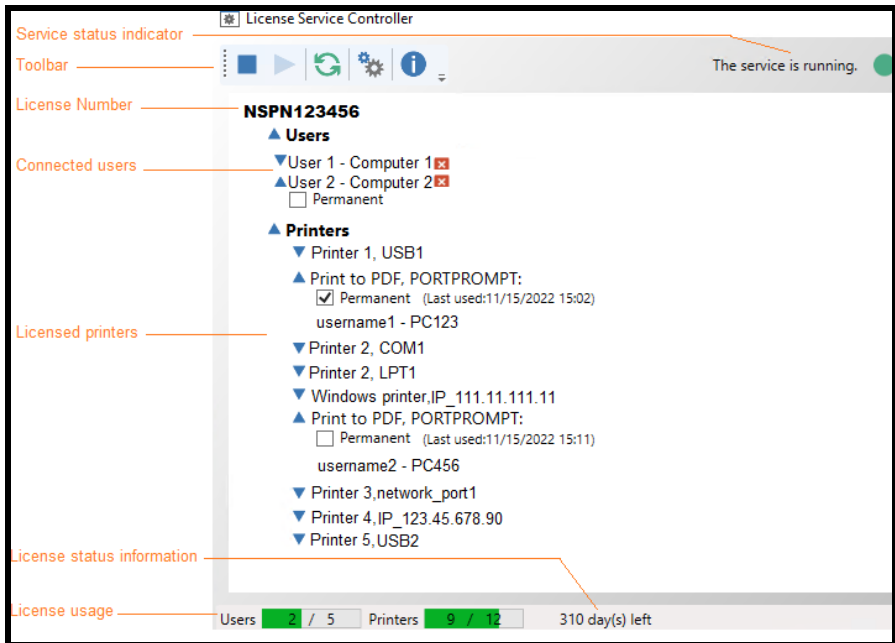 License Service Controller
Service status indicator
Toolbar
The service is running.
License Number
NSPN123456
Users
Connected users
User 1 - Computer 1
User 2 - Computer 2
Permanent
Printers
Printer 1, USB1
Print to PDF, PORTPROMPT:
Permanent (Last used:11/15/2022 15:02)
username1 - PC123
Licensed printers
Printer 2, COM1
Printer 2, LPT1
Windows printer,IP_111.11.111.11
Print to PDF, PORTPROMPT:
Permanent (Last used:11/15/2022 15:11)
username2 - PC456
Printer 3,network_port1
Printer 4,IP_123.45.678.90
Printer 5,USB2
License status information
License usage
Users 2 / 5 Printers 9 / 12 310 day(s) left